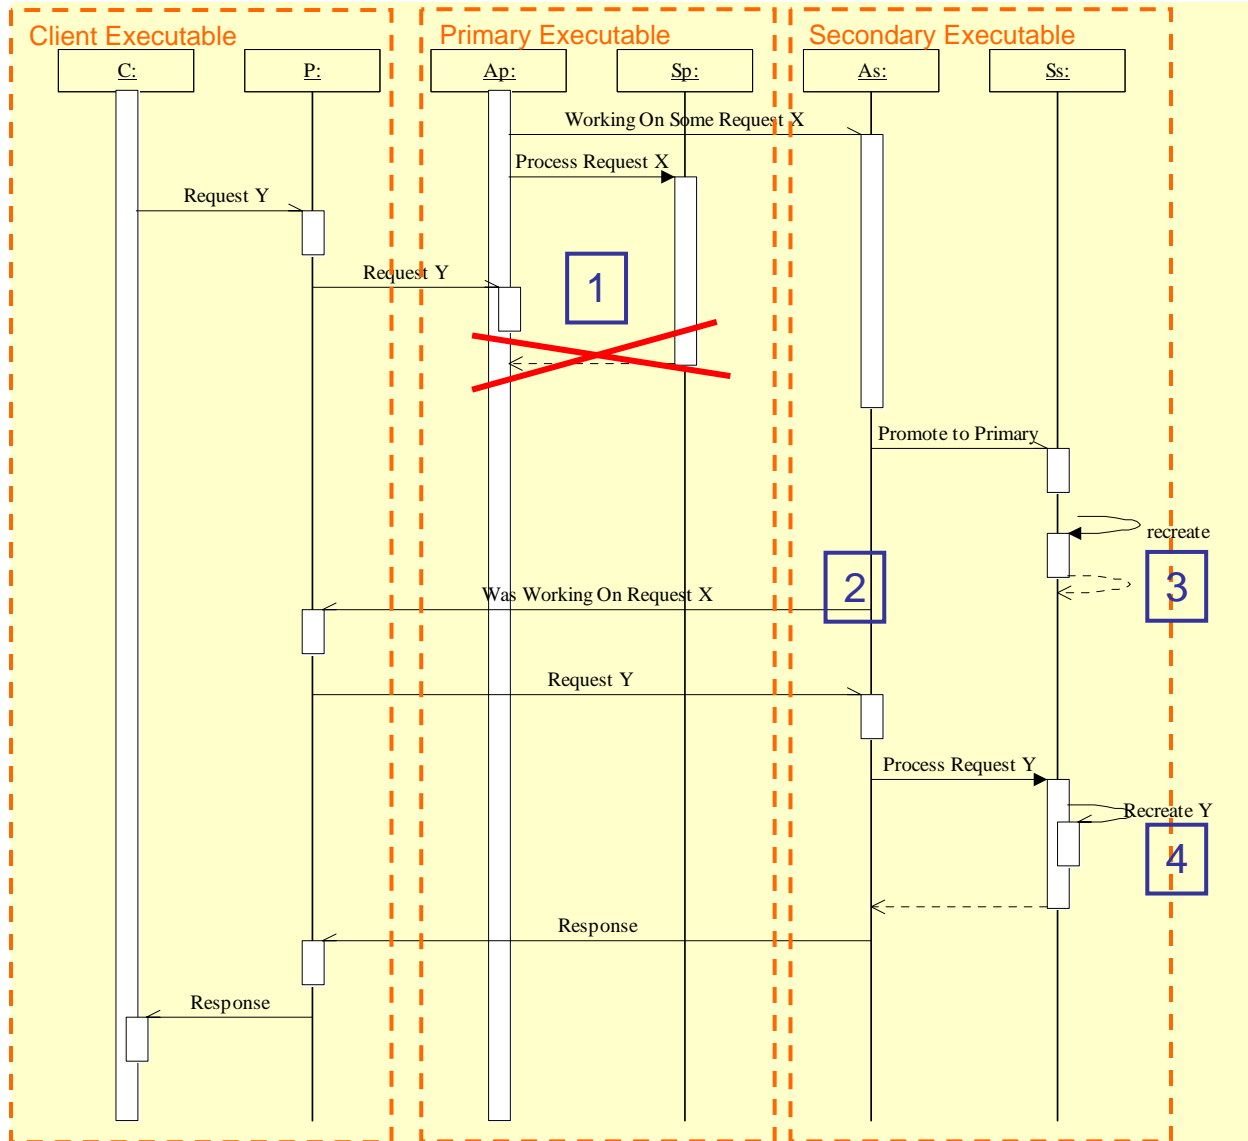 Client Executable
Primary Executable
Secondary Executable
C:
P:
Ap:
Sp:
As:
Ss:
Working On Some Request X
Process Request X
Request Y
Request Y
1
Promote to Primary
recreate
2
3
Was Working On Request X
Request Y
Process Request Y
Recreate Y
4
Response
Response